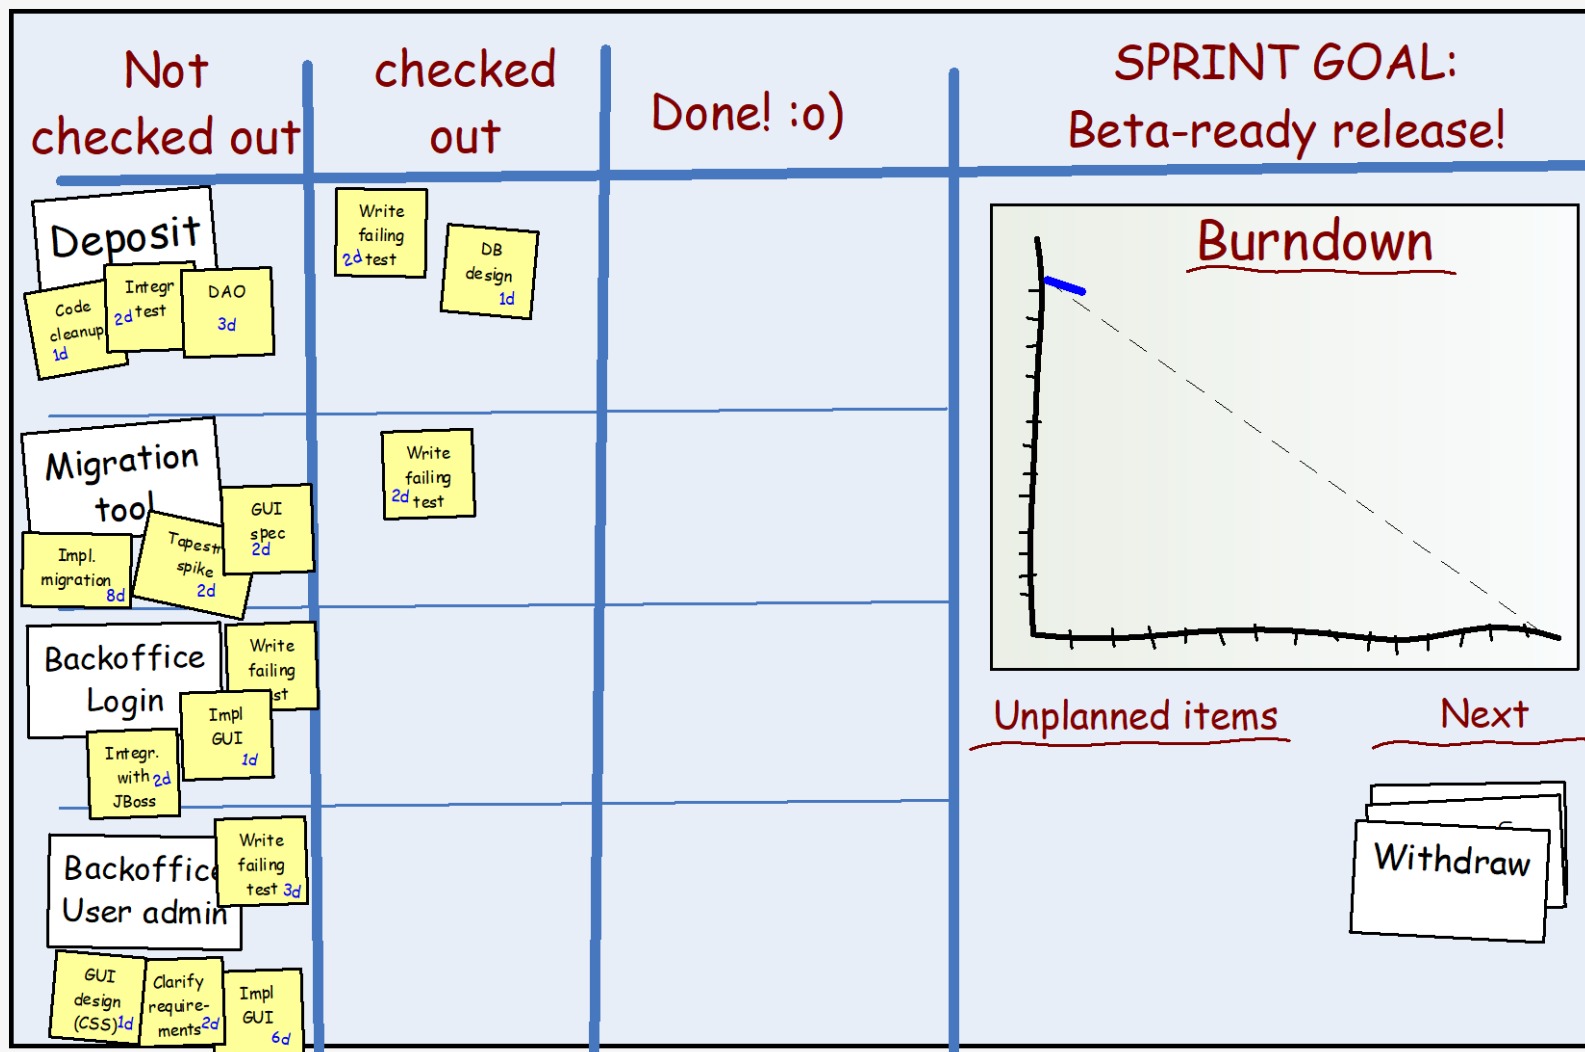 Not
checked out
checked
out
Done! :o)
SPRINT GOAL:
Beta-ready release!
Deposit
Code
cleanup
1d
Integr
test
2d
DAO
3d
Write
failing
test
2d
DB
design
1d
Burndown
Migration
tool
Impl.
migration
8d
spike
2d
GUI
spec
2d
Write
failing
test
2d
Backoffice
Login
Write
failing
Impl
GUI
1d
Integr.
with
JBoss
2d
Unplanned items
Next
Withdraw
Backoffice
User admin
Write
failing
test
3d
GUI
design
(CSS)
1d
Clarify
require-
ments
2d
Impl
GUI
6d